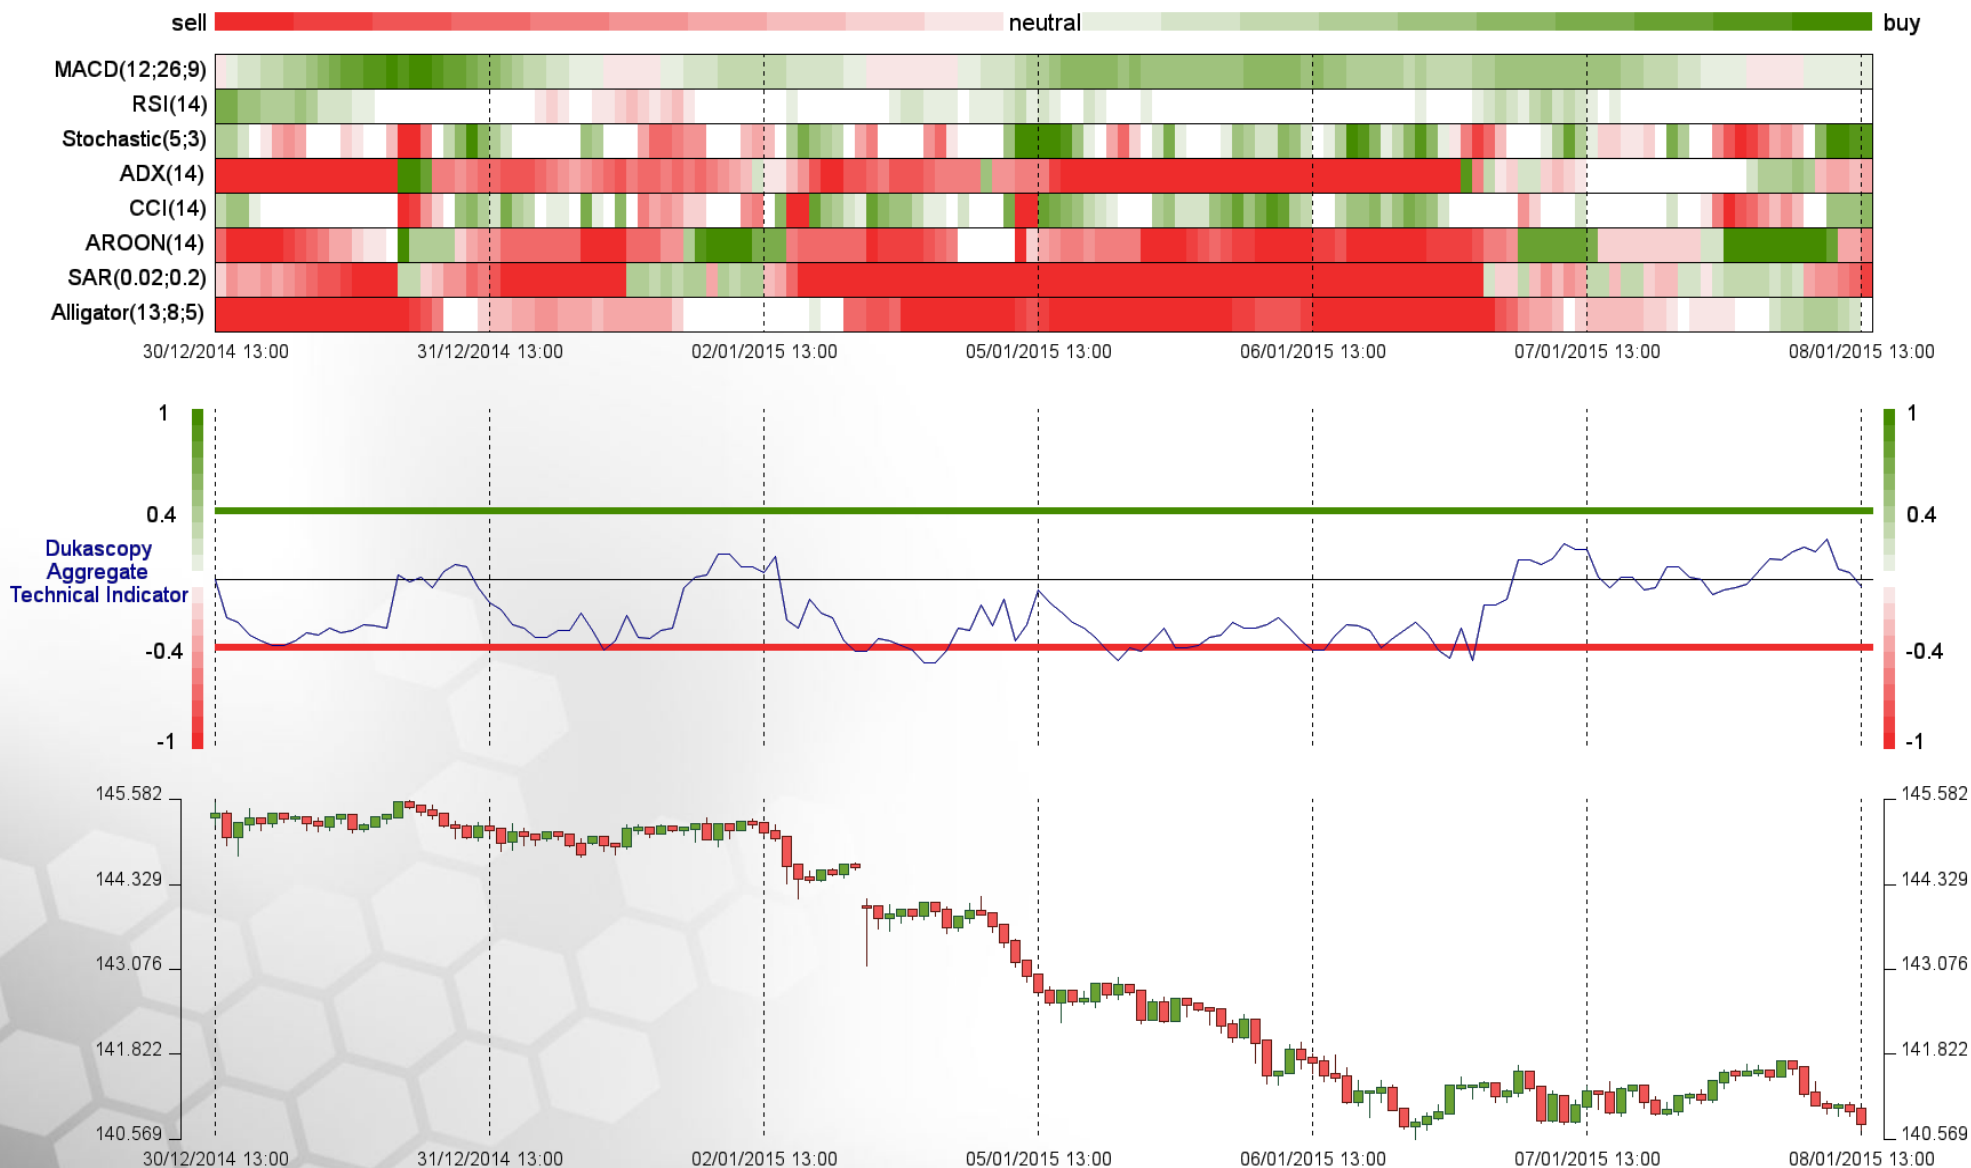 sell neutral buy
MACD(12;26;9)
RSI(14)
Stochastic(5;3)
ADX(14)
CCI(14)
AROON(14)
SAR(0.02;0.2)
Alligator(13;8;5)
30/12/2014 13:00 31/12/2014 13:00 02/01/2015 13:00 05/01/2015 13:00 06/01/2015 13:00 07/01/2015 13:00 08/01/2015 13:00
1 1
0.4 0.4
Dukascopy
Aggregate
Technical Indicator
-0.4 -0.4
-1 -1
145.582 145.582
144.329 144.329
143.076 143.076
141.822 141.822
140.569 140.569
30/12/2014 13:00 31/12/2014 13:00 02/01/2015 13:00 05/01/2015 13:00 06/01/2015 13:00 07/01/2015 13:00 08/01/2015 13:00